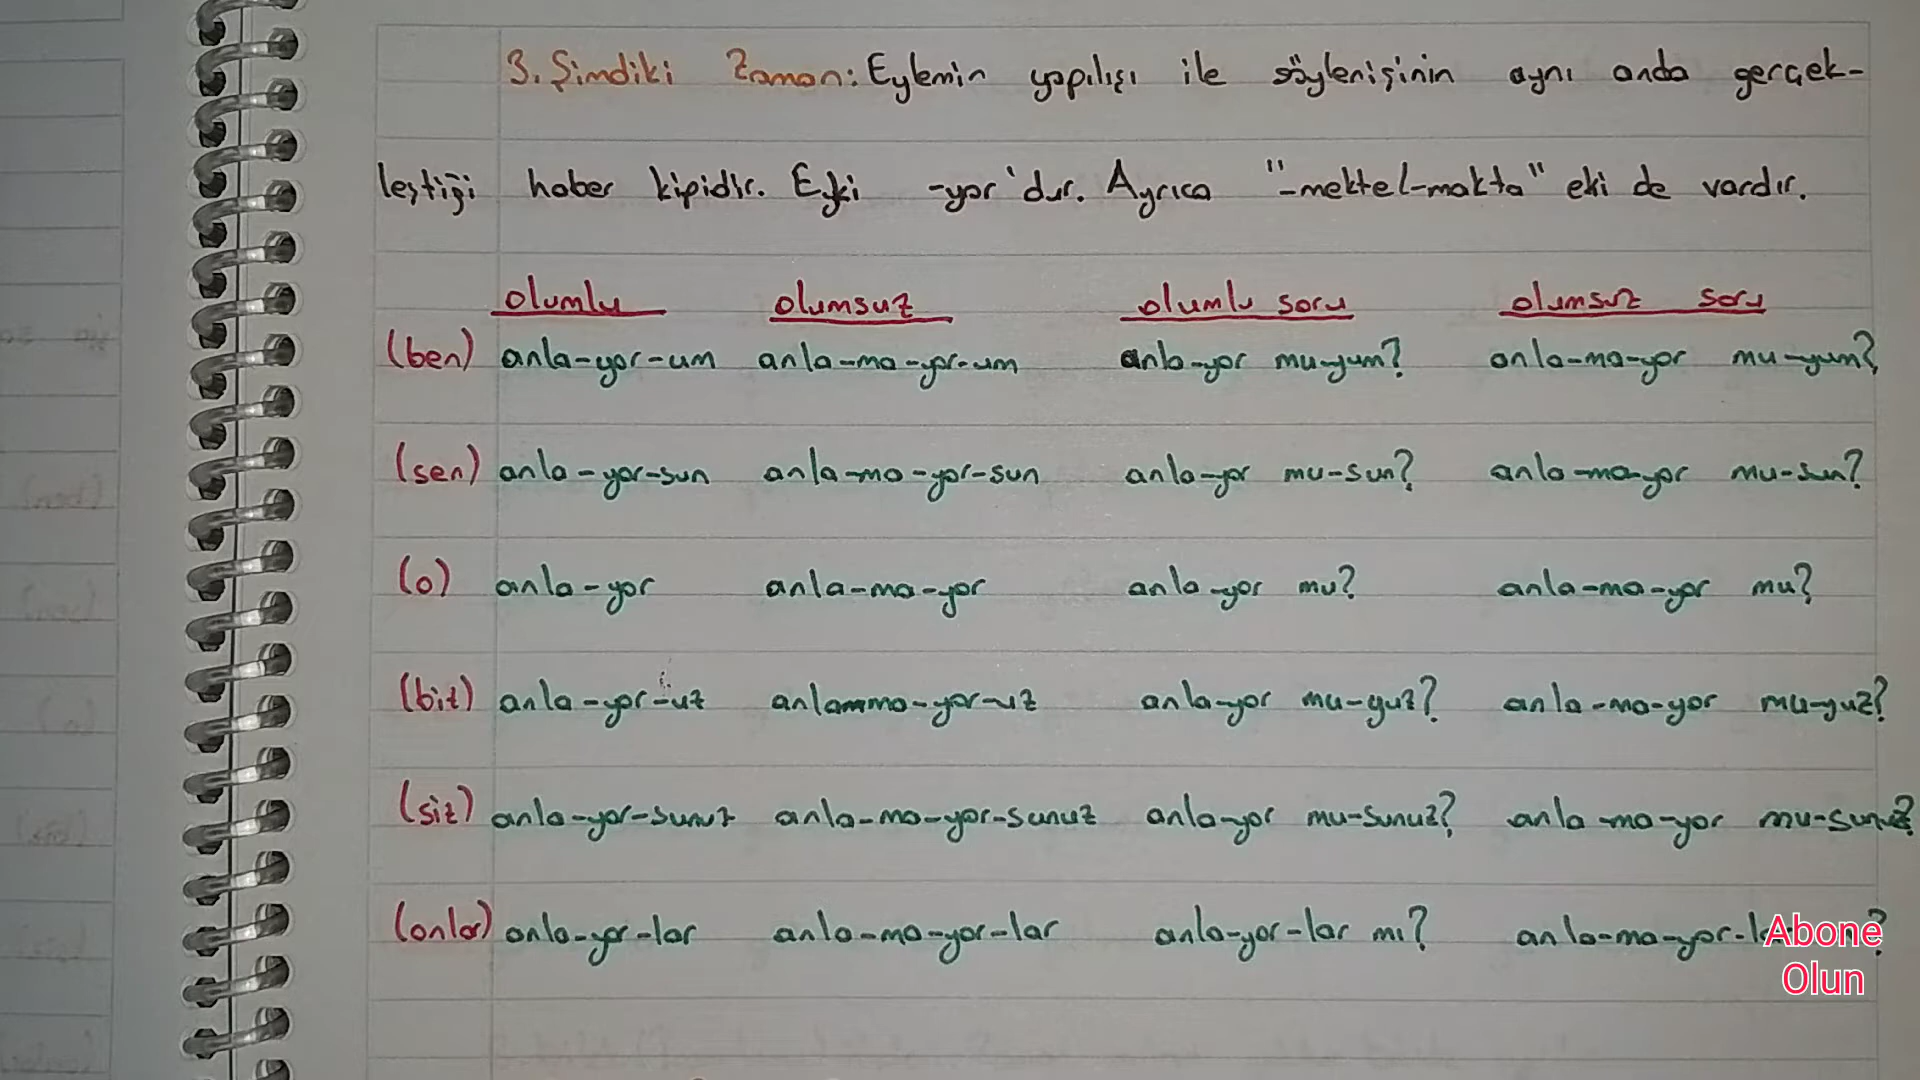 3. Şimdiki Zaman: Eylemin yapılışı ile söylenişinin aynı anda gerçek-
leştiği haber kipidir. Eki -yor'dur. Ayrıca "-mekte/-makta" eki de vardır.
olumlu olumsuz olumlu soru olumsuz soru
(ben) anla-yor-um anla-ma-yor-um anla-yor mu-yum? anla-ma-yor mu-yum?
(sen) anla-yor-sun anla-ma-yor-sun anla-yor mu-sun? anla-ma-yor mu-sun?
(o) anla-yor anla-ma-yor anla-yor mu? anla-ma-yor mu?
(biz) anla-yor-uz anlamma-yor-uz anla-yor mu-yuz? anla-ma-yor mu-yuz?
(siz) anla-yor-sunuz anla-ma-yor-sunuz anla-yor mu-sunuz? anla-ma-yor mu-sunuz?
(onlar) anla-yor-lar anla-ma-yor-lar anla-yor-lar mı? anla-ma-yor-
Abone
Olun